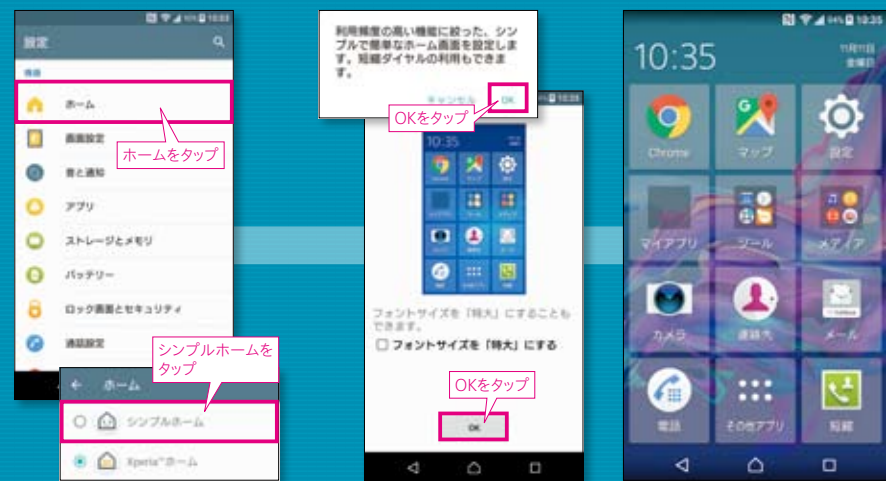 10:03
設定
機能
ホーム
画面設定
音と通知
アプリ
ストレージとメモリ
バッテリー
ロック画面とセキュリティ
通話設定
ホームをタップ
シンプルホームを
タップ
ホーム
シンプルホーム
Xperia™ホーム
利用頻度の高い機能に絞った、シン
プルで簡単なホーム画面を設定しま
す。短縮ダイヤルの利用もできま
す。
キャンセル
OK
OKをタップ
10:35
フォントサイズを「特大」にすることも
できます。
フォントサイズを「特大」にする
OKをタップ
OK
64% 10:35
10:35
11月11日
金曜日
Chrome
マップ
設定
マイアプリ
ツール
メディア
カメラ
連絡先
メール
電話
その他アプリ
短縮